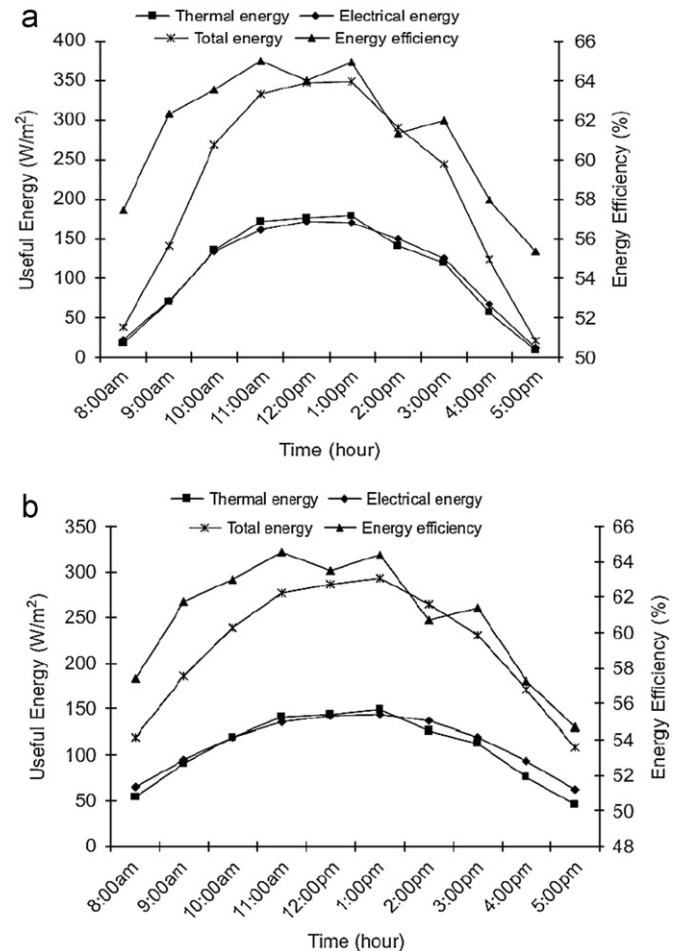 a
Thermal energy Electrical energy
Total energy Energy efficiency
400 66
350 64
300 62
250 60
200 58
150 56
100 54
50 52
0 50
Useful Energy (W/m²)
Energy Efficiency (%)
8:00am 9:00am 10:00am 11:00am 12:00pm 1:00pm 2:00pm 3:00pm 4:00pm 5:00pm
Time (hour)
b
Thermal energy Electrical energy
Total energy Energy efficiency
350 66
300 64
250 62
200 60
150 58
100 56
50 54
0 52
50
48
Useful Energy (W/m²)
Energy Efficiency (%)
8:00am 9:00am 10:00am 11:00am 12:00pm 1:00pm 2:00pm 3:00pm 4:00pm 5:00pm
Time (hour)